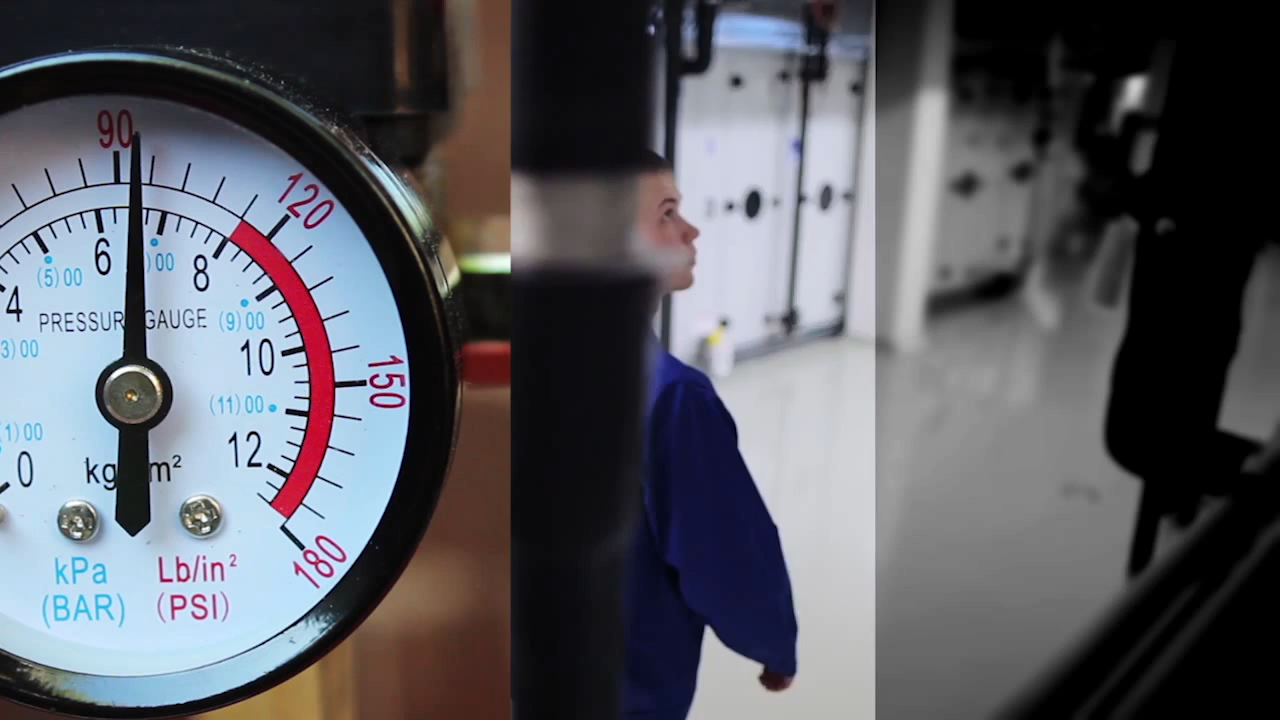 90
120
150
180
6
8
4
10
12
0
(5)00
)00
(9)00
3)00
(11)00
1)00
PRESSUR GAUGE
kg m²
kPa
(BAR)
Lb/in²
(PSI)